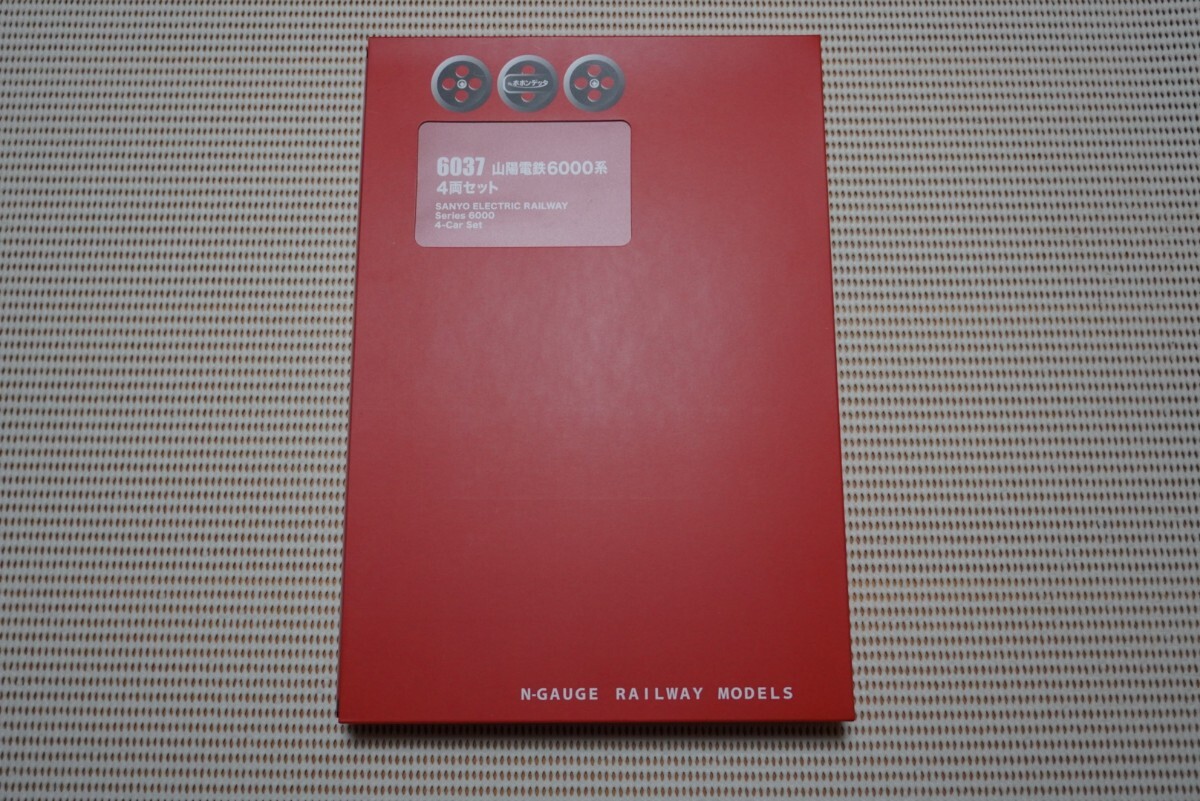 ポポンデッタ
6037 山陽電鉄6000系
4両セット
SANYO ELECTRIC RAILWAY
Series 6000
4-Car Set
N-GAUGE RAILWAY MODELS